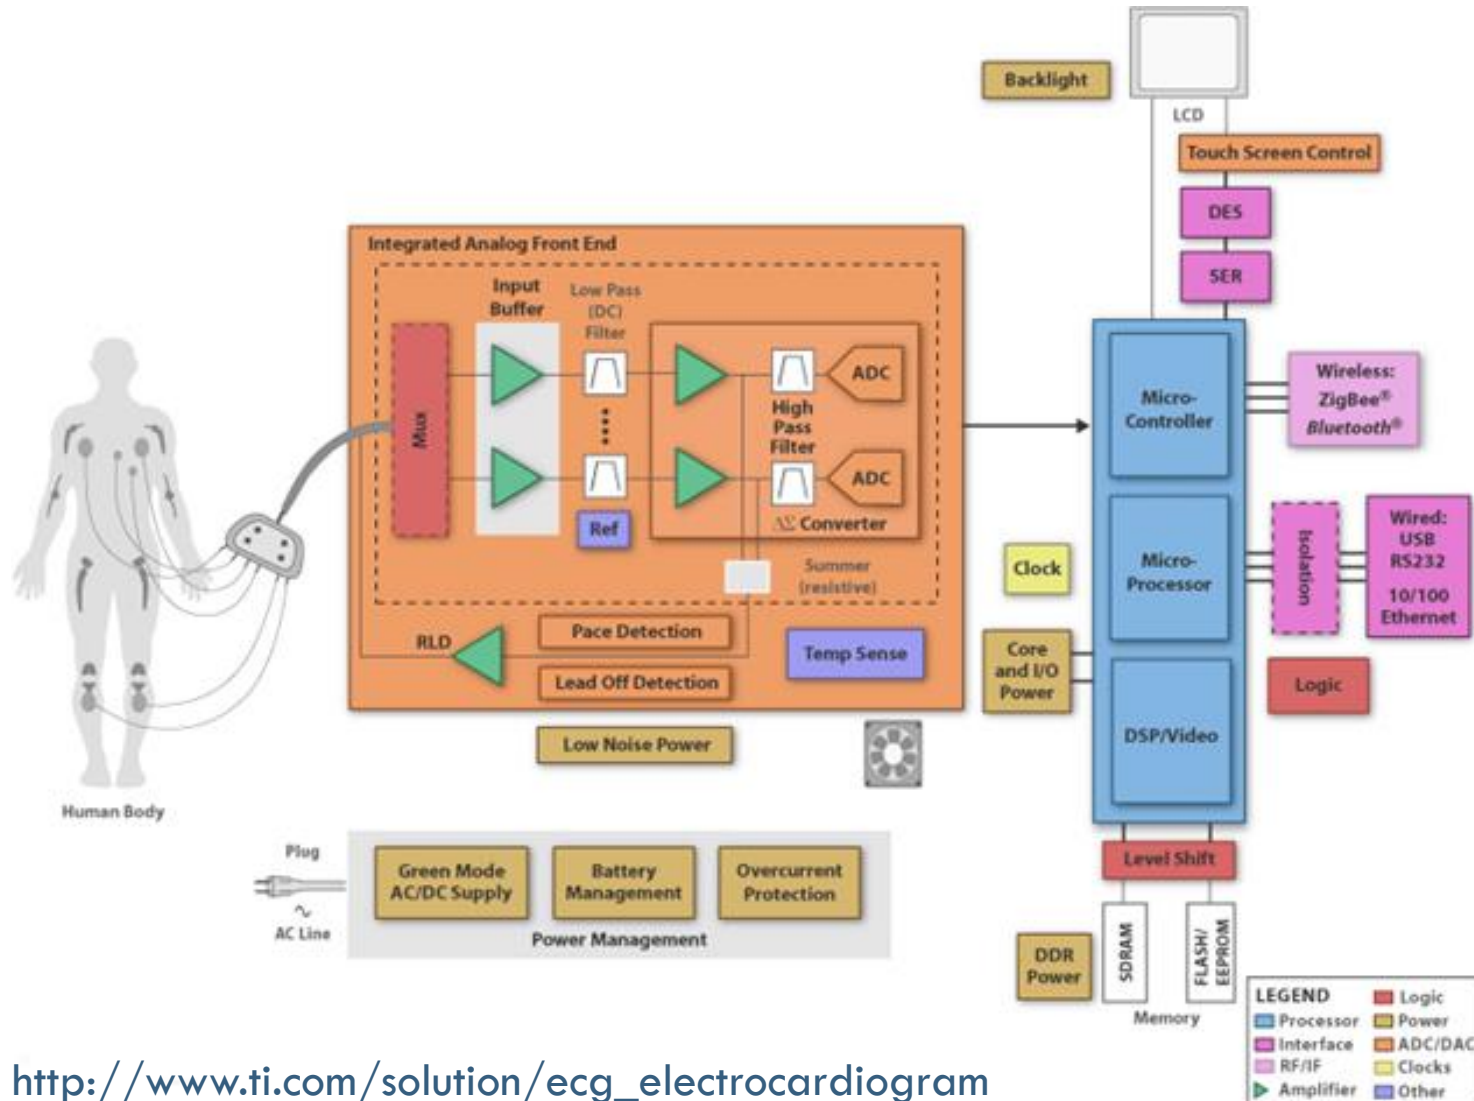 Backlight
LCD
Touch Screen Control
DES
SER
Integrated Analog Front End
Input
Buffer
Low Pass
(DC)
Filter
Mux
ADC
High
Pass
Filter
ADC
ΔΣ Converter
Ref
Summer
(resistive)
RLD
Pace Detection
Lead Off Detection
Temp Sense
Low Noise Power
Human Body
Micro-
Controller
Wireless:
ZigBee®
Bluetooth®
Micro-
Processor
Isolation
Wired:
USB
RS232
10/100
Ethernet
Clock
Core
and I/O
Power
Logic
DSP/Video
Level Shift
DDR
Power
SDRAM
FLASH/
EEPROM
Memory
Plug
AC Line
Green Mode
AC/DC Supply
Battery
Management
Overcurrent
Protection
Power Management
LEGEND
Processor
Interface
RF/IF
Amplifier
Logic
Power
ADC/DAC
Clocks
Other
http://www.ti.com/solution/ecg_electrocardiogram